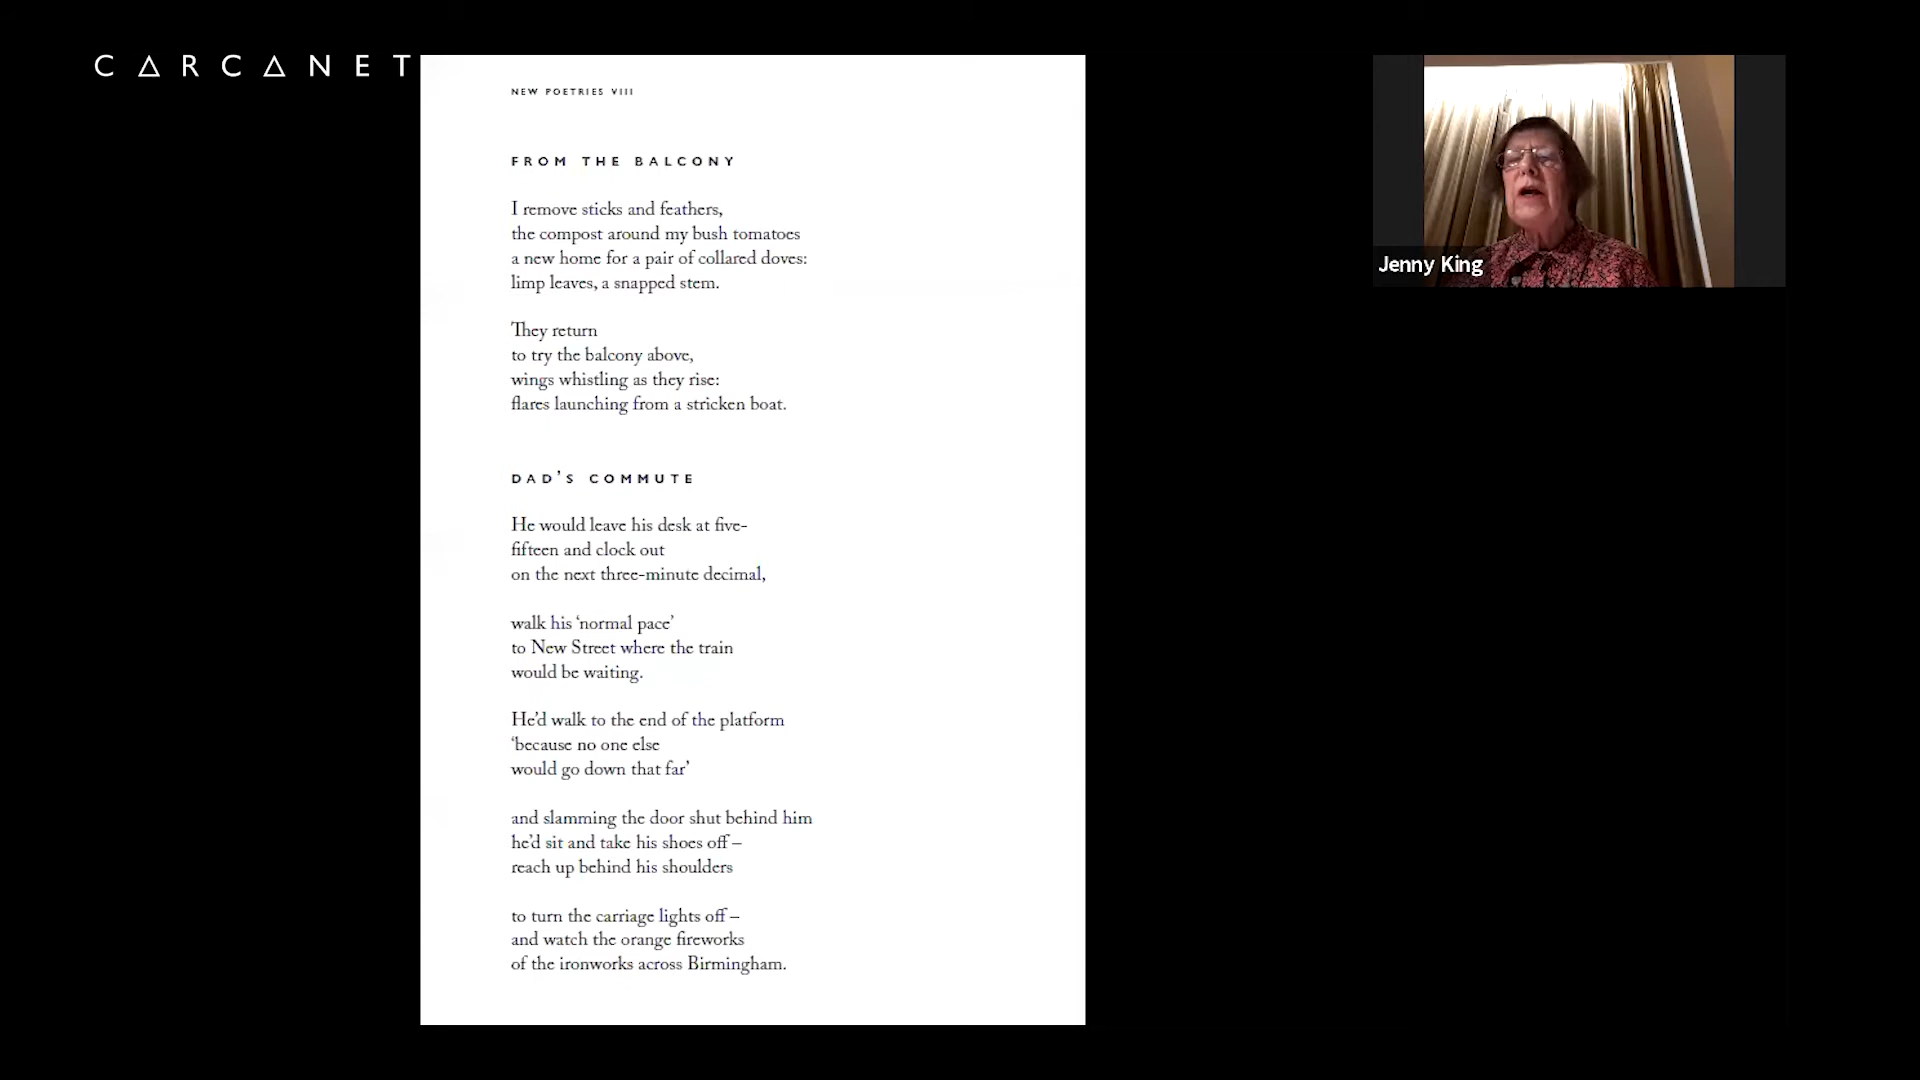 CARCANET
NEW POETRIES VIII
FROM THE BALCONY
I remove sticks and feathers,
the compost around my bush tomatoes
a new home for a pair of collared doves:
limp leaves, a snapped stem.
They return
to try the balcony above,
wings whistling as they rise:
flares launching from a stricken boat.
DAD’S COMMUTE
He would leave his desk at five-
fifteen and clock out
on the next three-minute decimal,
walk his ‘normal pace’
to New Street where the train
would be waiting.
He’d walk to the end of the platform
‘because no one else
would go down that far’
and slamming the door shut behind him
he’d sit and take his shoes off –
reach up behind his shoulders
to turn the carriage lights off –
and watch the orange fireworks
of the ironworks across Birmingham.
Jenny King